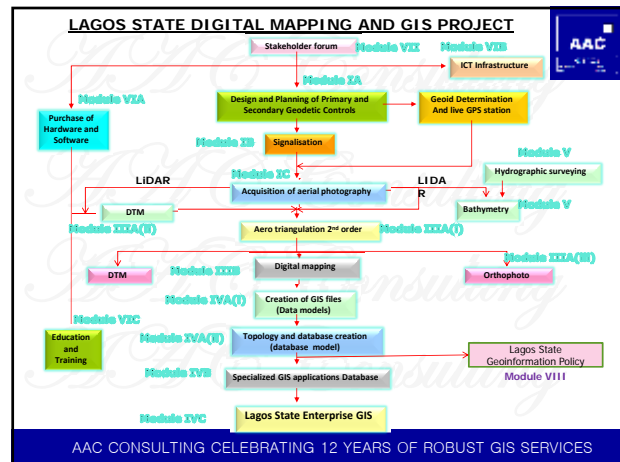 LAGOS STATE DIGITAL MAPPING AND GIS PROJECT
AAC
Stakeholder forum
Module VII
Module VIB
ICT Infrastructure
Module IA
Module VIA
Design and Planning of Primary and
Secondary Geodetic Controls
Geoid Determination
And live GPS station
Purchase of
Hardware and
Software
Module IB
Signalisation
Module V
Hydrographic surveying
Module IC
LiDAR
LIDA
R
Acquisition of aerial photography
DTM
Bathymetry
Module V
Module IIIA(II)
Aero triangulation 2nd order
Module IIIA(I)
Module IIIA(III)
DTM
Module IIIB
Digital mapping
Orthophoto
Module IVA(I)
Creation of GIS files
(Data models)
Module VIC
Education
and
Training
Module IVA(II)
Topology and database creation
(database model)
Lagos State
Geoinformation Policy
Module VIII
Module IVB
Specialized GIS applications Database
Module IVC
Lagos State Enterprise GIS
AAC CONSULTING CELEBRATING 12 YEARS OF ROBUST GIS SERVICES